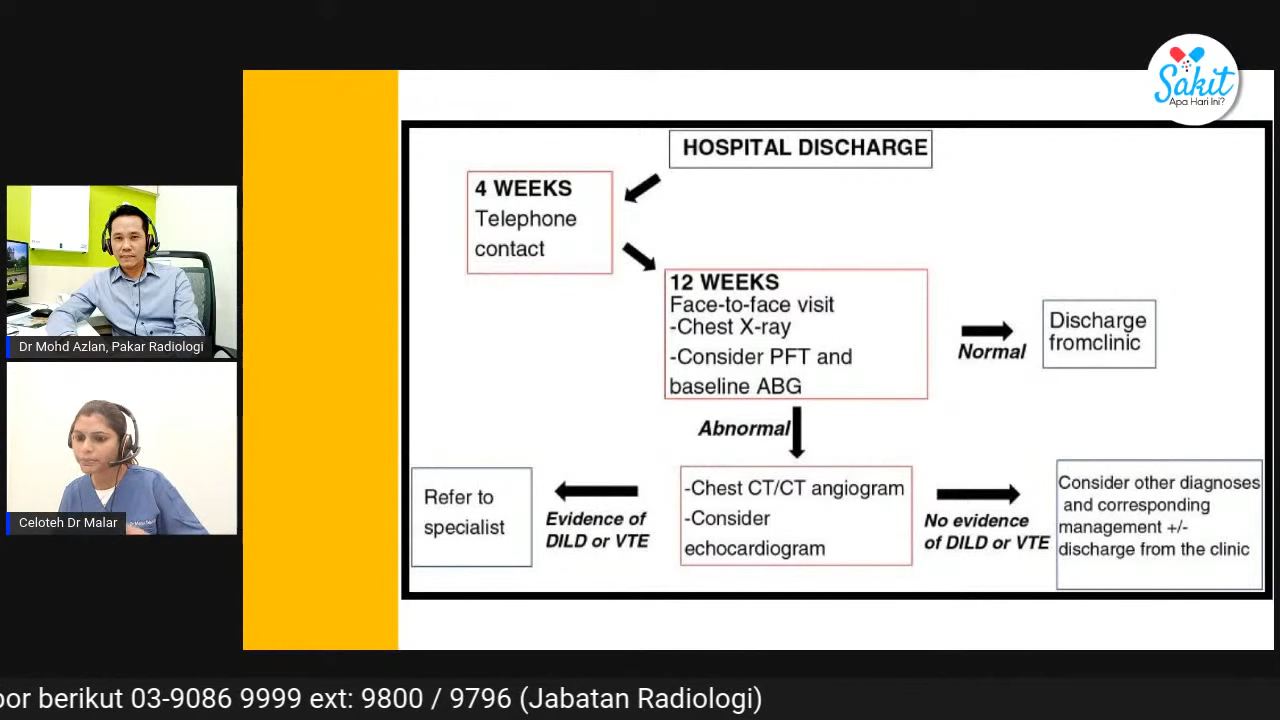 Sakit
Apa Hari Ini?
HOSPITAL DISCHARGE
4 WEEKS
Telephone
contact
12 WEEKS
Face-to-face visit
-Chest X-ray
-Consider PFT and
baseline ABG
Normal
Discharge
fromclinic
Abnormal
Refer to
specialist
Evidence of
DILD or VTE
-Chest CT/CT angiogram
-Consider
echocardiogram
No evidence
of DILD or VTE
Consider other diagnoses
and corresponding
management +/-
discharge from the clinic
Dr Mohd Azlan, Pakar Radiologi
Celoteh Dr Malar
berikut 03-9086 9999 ext: 9800 / 9796 (Jabatan Radiologi)